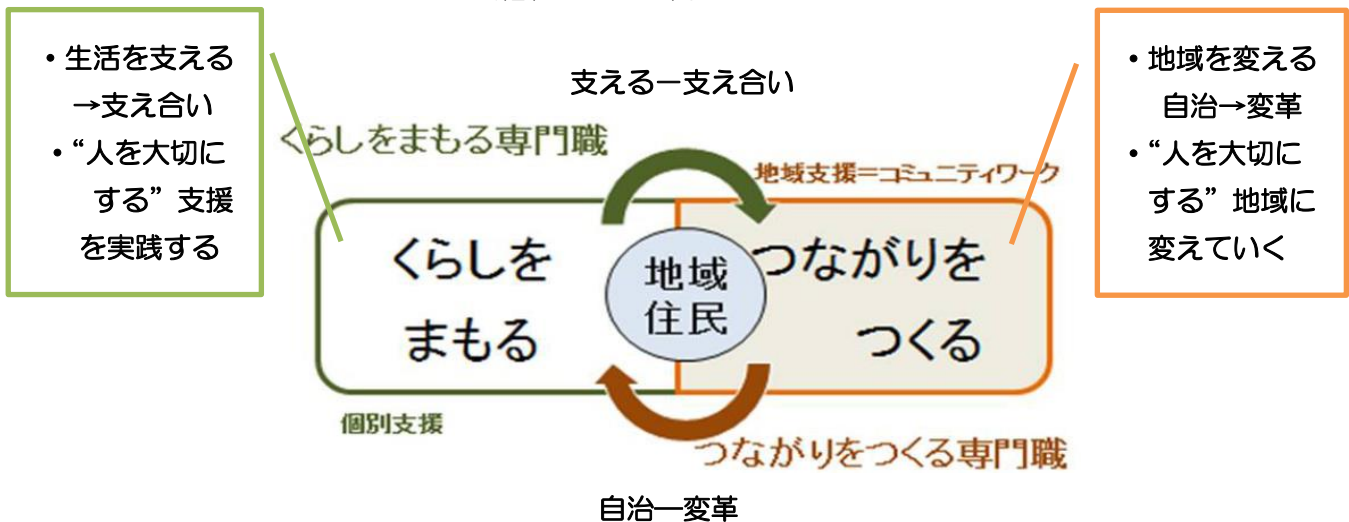 ・生活を支える
→支え合い
・“人を大切に
する”支援
を実践する
支える－支え合い
くらしをまもる専門職
地域支援＝コミュニティワーク
くらしを
まもる
地域
住民
つながりを
つくる
個別支援
つながりをつくる専門職
自治―変革
・地域を変える
自治→変革
・“人を大切に
する”地域に
変えていく